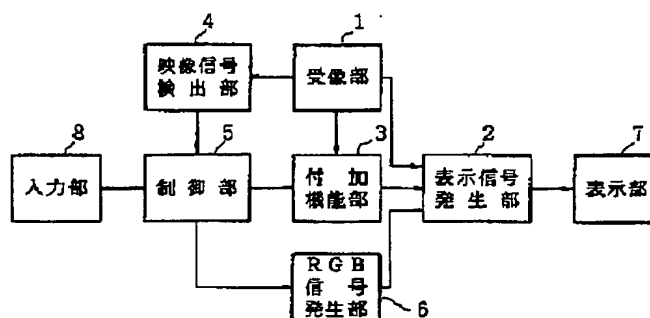 4
映像信号
検出部
1
受像部
8
入力部
5
制御部
3
付加
機能部
2
表示信号
発生部
7
表示部
RGB
信号
発生部
6